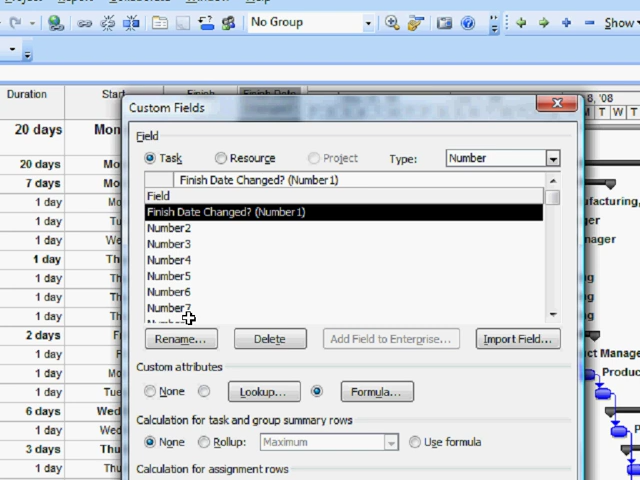 No Group
Show
Duration Start Finish Finish Date
8, '08
T W T
20 days Mon
20 days Mo
7 days Mo
1 day Mo
1 day Tu
1 day We
1 day Th
1 day Th
1 day Th
1 day Th
2 days F
1 day F
1 day Mo
1 day Tue
6 days Wed
1 day Wed
3 days Thu
1 day Thu
Custom Fields
Field
Task Resource Project Type: Number
Finish Date Changed? (Number1)
Field
Finish Date Changed? (Number1)
Number2
Number3
Number4
Number5
Number6
Number7
Rename... Delete Add Field to Enterprise... Import Field...
Custom attributes
None Lookup... Formula...
Calculation for task and group summary rows
None Rollup: Maximum Use formula
Calculation for assignment rows
ufacturing,
ger
nager
ng
ng
ng
ct Manage
Produc
P